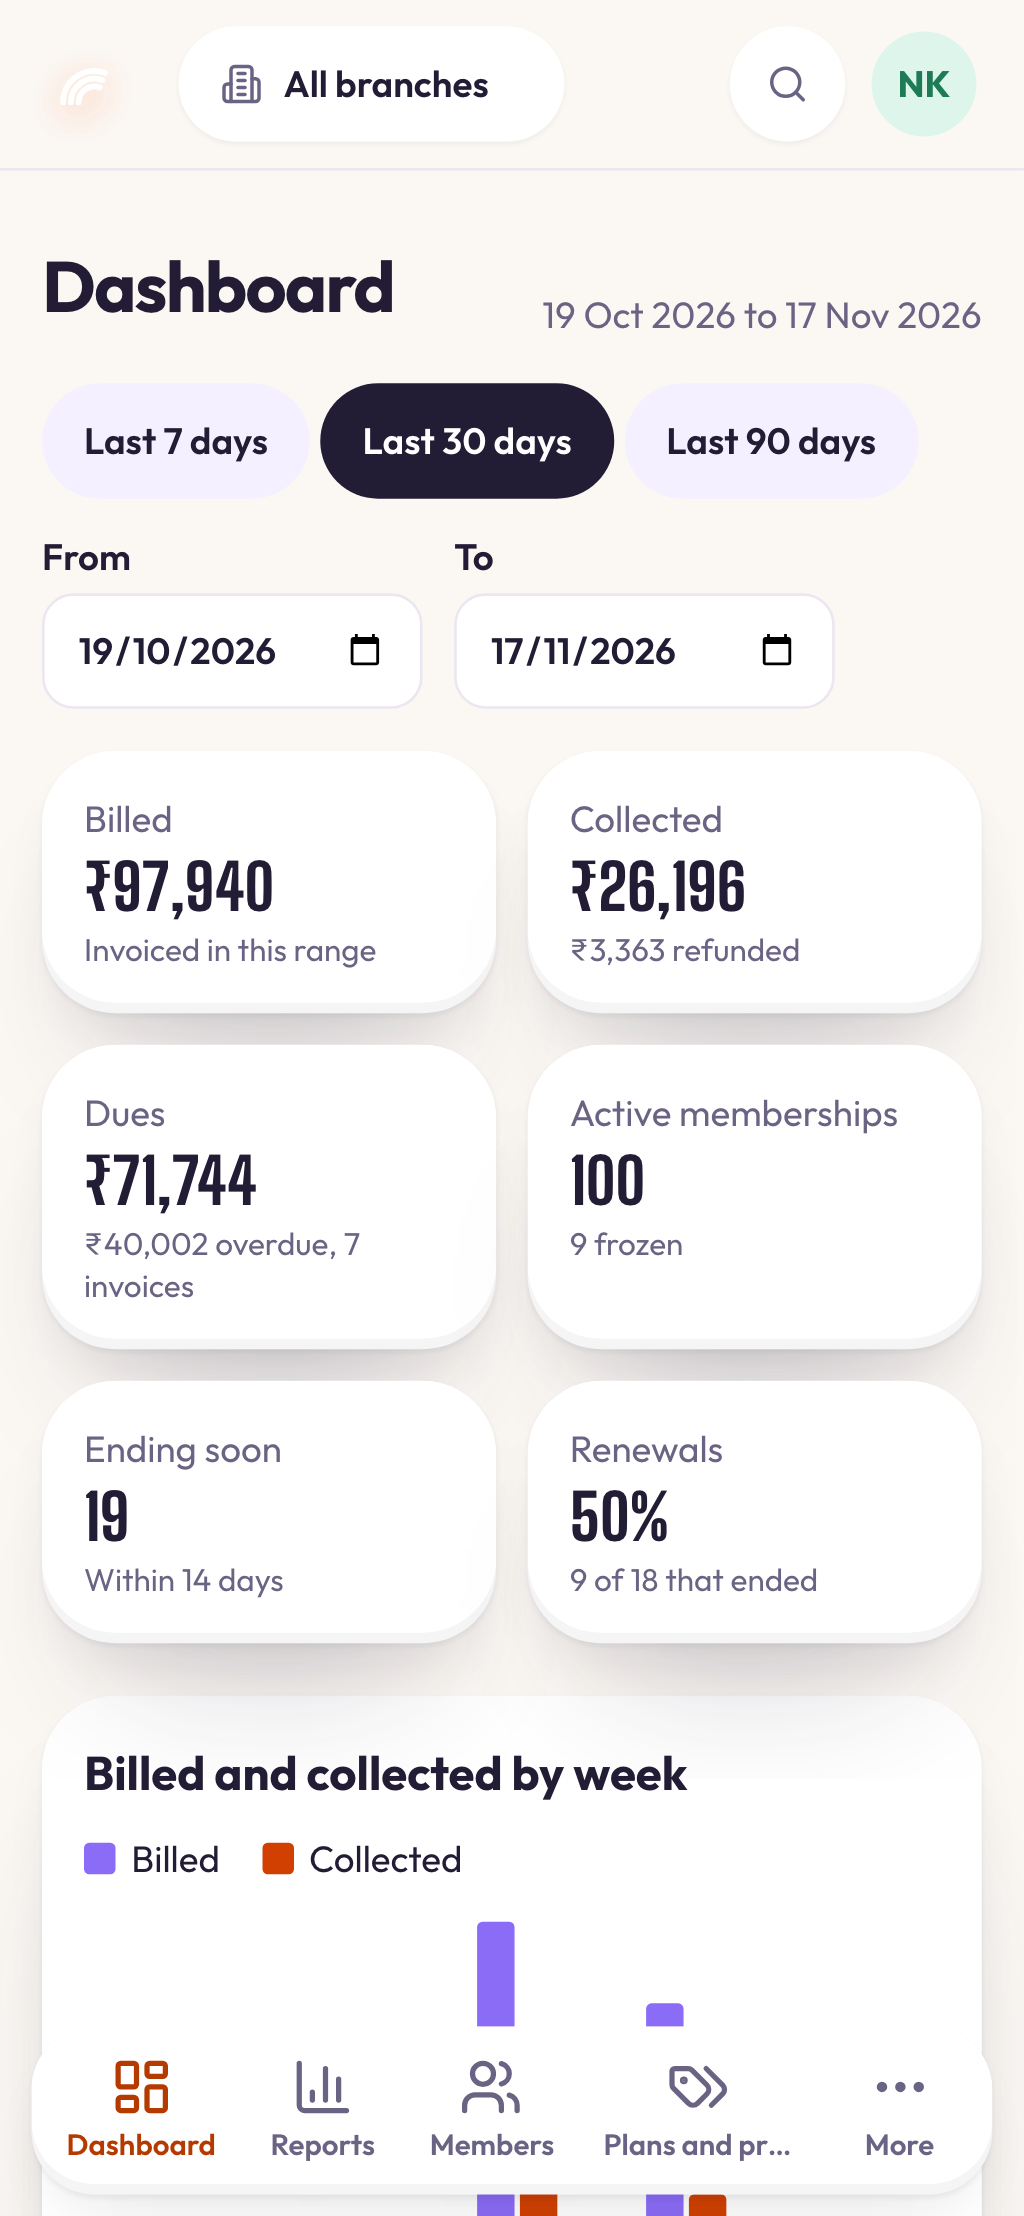 All branches
NK
Dashboard
19 Oct 2026 to 17 Nov 2026
Last 7 days
Last 30 days
Last 90 days
From
To
19/10/2026
17/11/2026
Billed
₹97,940
Invoiced in this range
Collected
₹26,196
₹3,363 refunded
Dues
₹71,744
₹40,002 overdue, 7
invoices
Active memberships
100
9 frozen
Ending soon
19
Within 14 days
Renewals
50%
9 of 18 that ended
Billed and collected by week
Billed
Collected
Dashboard
Reports
Members
Plans and pr...
More